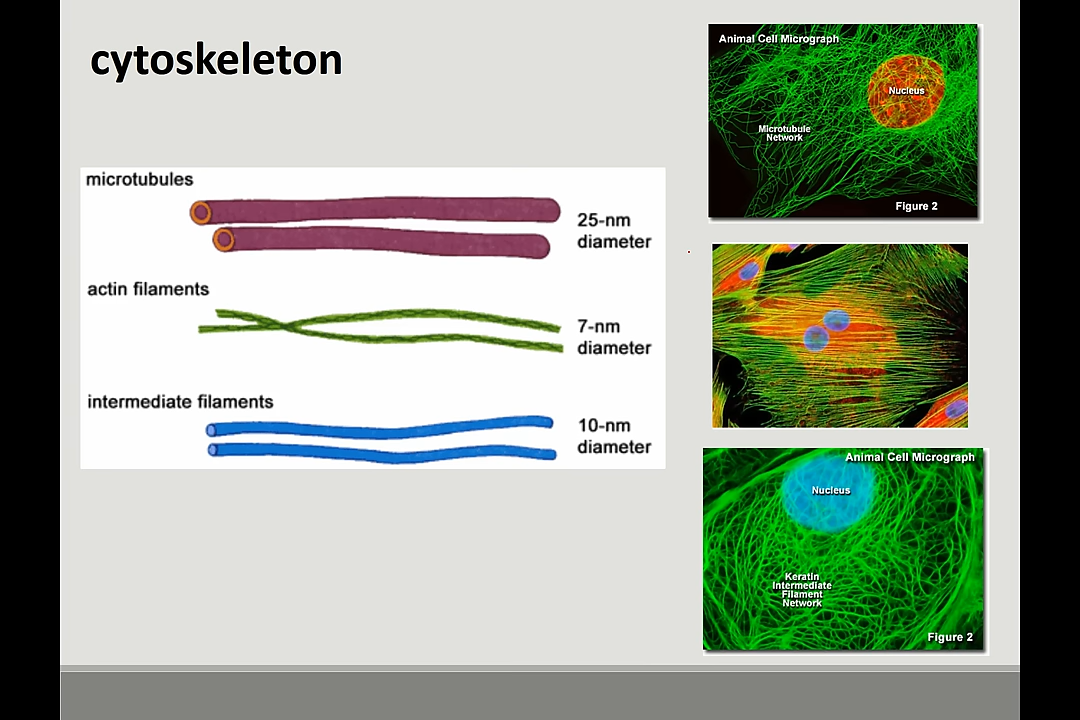 cytoskeleton
microtubules
25-nm
diameter
actin filaments
7-nm
diameter
intermediate filaments
10-nm
diameter
Animal Cell Micrograph
Nucleus
Microtubule
Network
Figure 2
Animal Cell Micrograph
Nucleus
Keratin
Intermediate
Filament
Network
Figure 2